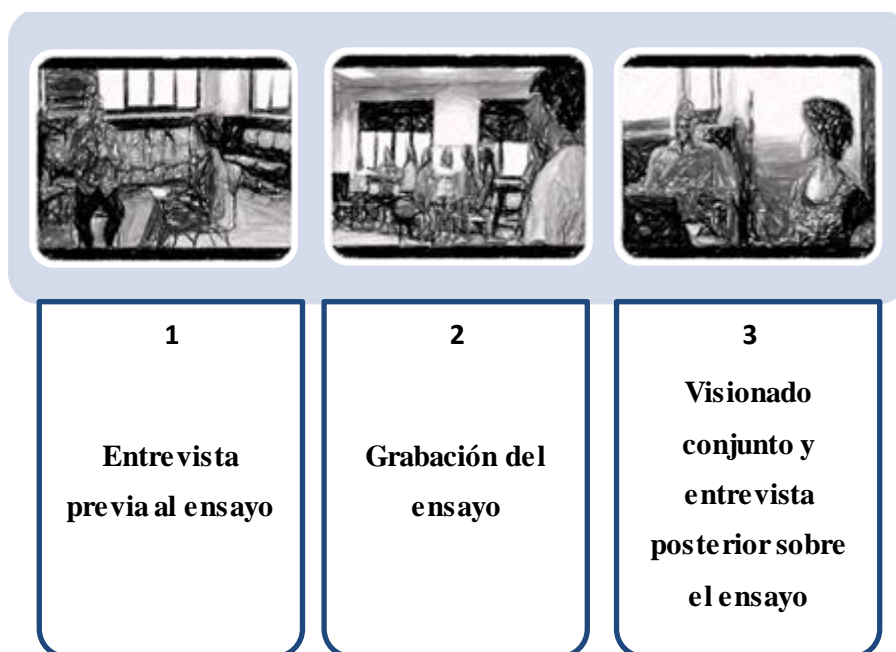 1
Entrevista
previa al ensayo
2
Grabación del
ensayo
3
Visionado
conjunto y
entrevista
posterior sobre
el ensayo